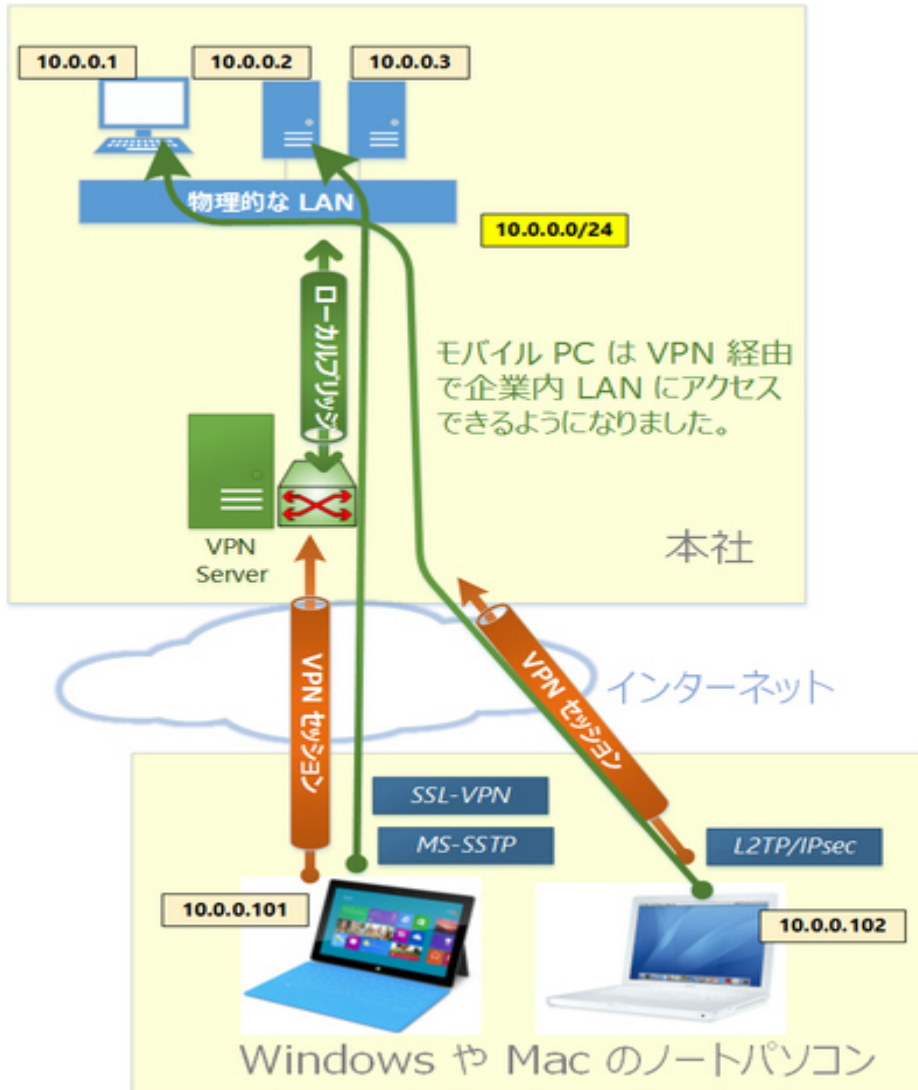 10.0.0.1
10.0.0.2
10.0.0.3
物理的な LAN
10.0.0.0/24
ローカルブリッジ
モバイル PC は VPN 経由
で企業内 LAN にアクセス
できるようになりました。
VPN
Server
本社
VPN セッション
VPN セッション
インターネット
SSL-VPN
MS-SSTP
L2TP/IPsec
10.0.0.101
10.0.0.102
Windows や Mac のノートパソコン